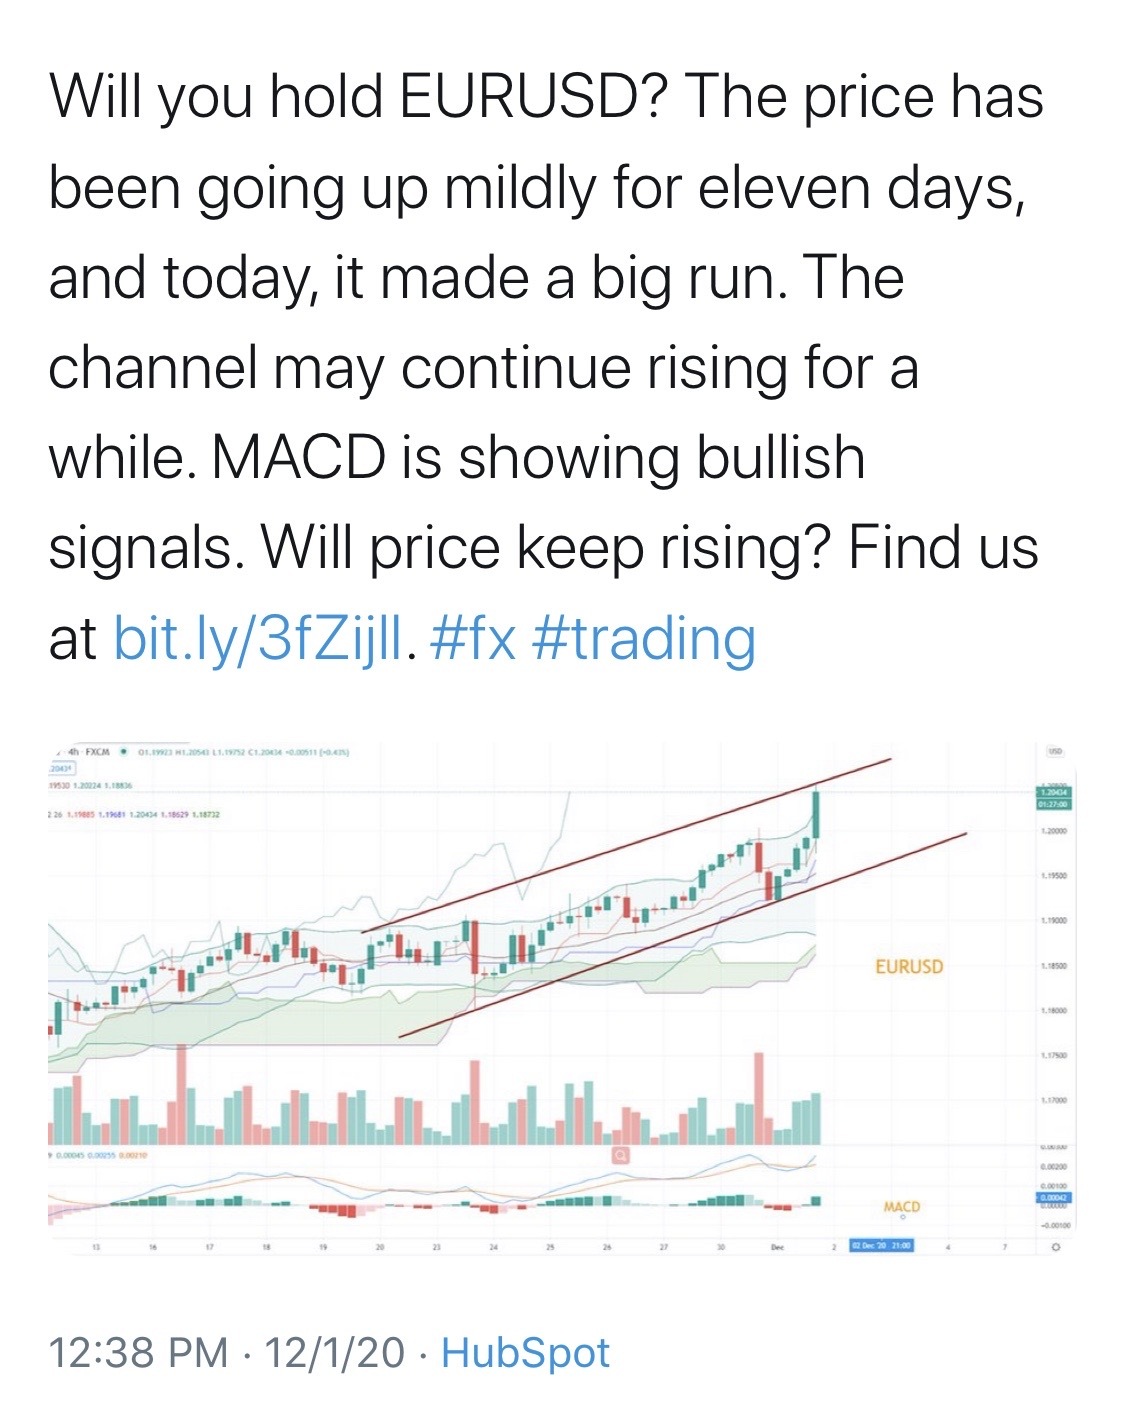 Will you hold EURUSD? The price has
been going up mildly for eleven days,
and today, it made a big run. The
channel may continue rising for a
while. MACD is showing bullish
signals. Will price keep rising? Find us
at bit.ly/3fZijll. #fx #trading
4h FXCM O1.19923 H1.20543 L1.19752 C1.20434 +0.00511 (+0.43%)
USD
1.20434
01:27:00
1.20224 1.18836
26 1.19885 1.19681 1.20434 1.18629 1.18732
1.20000
1.19500
1.19000
1.18500
EURUSD
1.18000
1.17500
1.17000
0.00045 0.00255 0.00210
0.00200
0.00100
0.00042
0.00000
MACD
-0.00100
13 16 17 18 19 20 23 24 25 26 27 30 Dec 2 02 Dec '20 21:00 4 7
12:38 PM · 12/1/20 · HubSpot